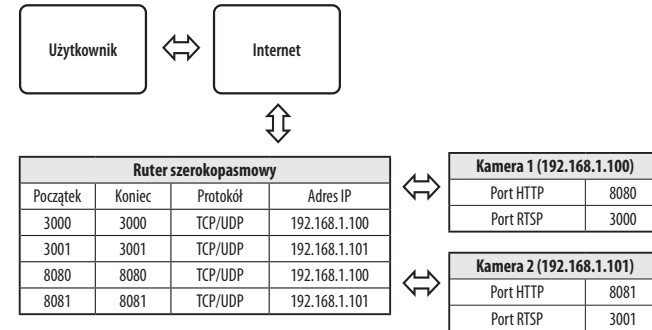 Użytkownik
Internet
Ruter szerokopasmowy
Początek Koniec Protokół Adres IP
3000 3000 TCP/UDP 192.168.1.100
3001 3001 TCP/UDP 192.168.1.101
8080 8080 TCP/UDP 192.168.1.100
8081 8081 TCP/UDP 192.168.1.101
Kamera 1 (192.168.1.100)
Port HTTP 8080
Port RTSP 3000
Kamera 2 (192.168.1.101)
Port HTTP 8081
Port RTSP 3001